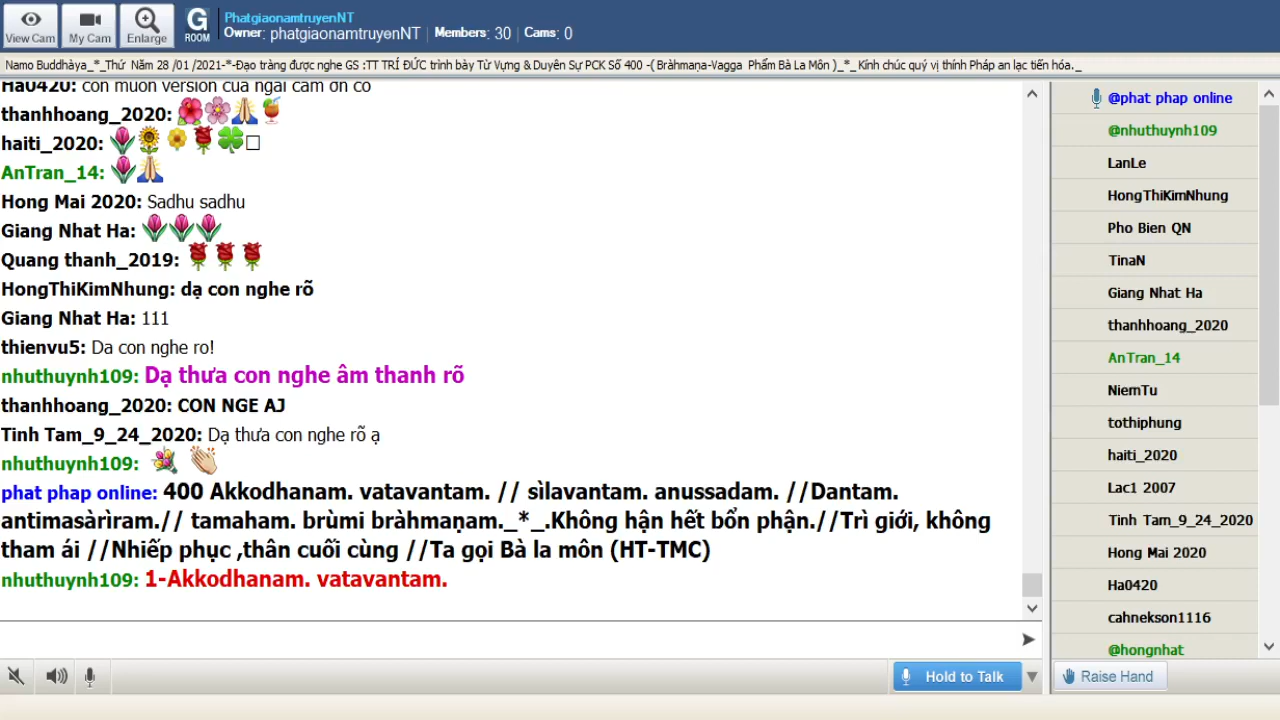 View Cam
My Cam
Enlarge
G
ROOM
PhatgiaonamtruyenNT
Owner: phatgiaonamtruyenNT | Members: 30 | Cams: 0
Namo Buddhàya_*_Thứ Năm 28 /01 /2021-*-Đạo tràng được nghe GS :TT TRÍ ĐỨC trình bày Từ Vựng & Duyên Sự PCK Số 400 -( Bràhmaṇa-Vagga Phẩm Bà La Môn )_*_ Kính chúc quý vị thính Pháp an lạc tiến hóa._
Ha0420: con muon version cua ngai cam on co
thanhhoang_2020:
haiti_2020:
AnTran_14:
Hong Mai 2020: Sadhu sadhu
Giang Nhat Ha:
Quang thanh_2019:
HongThiKimNhung: dạ con nghe rõ
Giang Nhat Ha: 111
thienvu5: Da con nghe ro!
nhuthuynh109: Dạ thưa con nghe âm thanh rõ
thanhhoang_2020: CON NGE AJ
Tinh Tam_9_24_2020: Dạ thưa con nghe rõ ạ
nhuthuynh109:
phat phap online: 400 Akkodhanam. vatavantam. // sìlavantam. anussadam. //Dantam.
antimasàrìram.// tamaham. brùmi bràhmaṇam._*_.Không hận hết bổn phận.//Trì giới, không
tham ái //Nhiếp phục ,thân cuối cùng //Ta gọi Bà la môn (HT-TMC)
nhuthuynh109: 1-Akkodhanam. vatavantam.
@phat phap online
@nhuthuynh109
LanLe
HongThiKimNhung
Pho Bien QN
TinaN
Giang Nhat Ha
thanhhoang_2020
AnTran_14
NiemTu
tothiphung
haiti_2020
Lac1 2007
Tinh Tam_9_24_2020
Hong Mai 2020
Ha0420
cahnekson1116
@hongnhat
Hold to Talk
Raise Hand